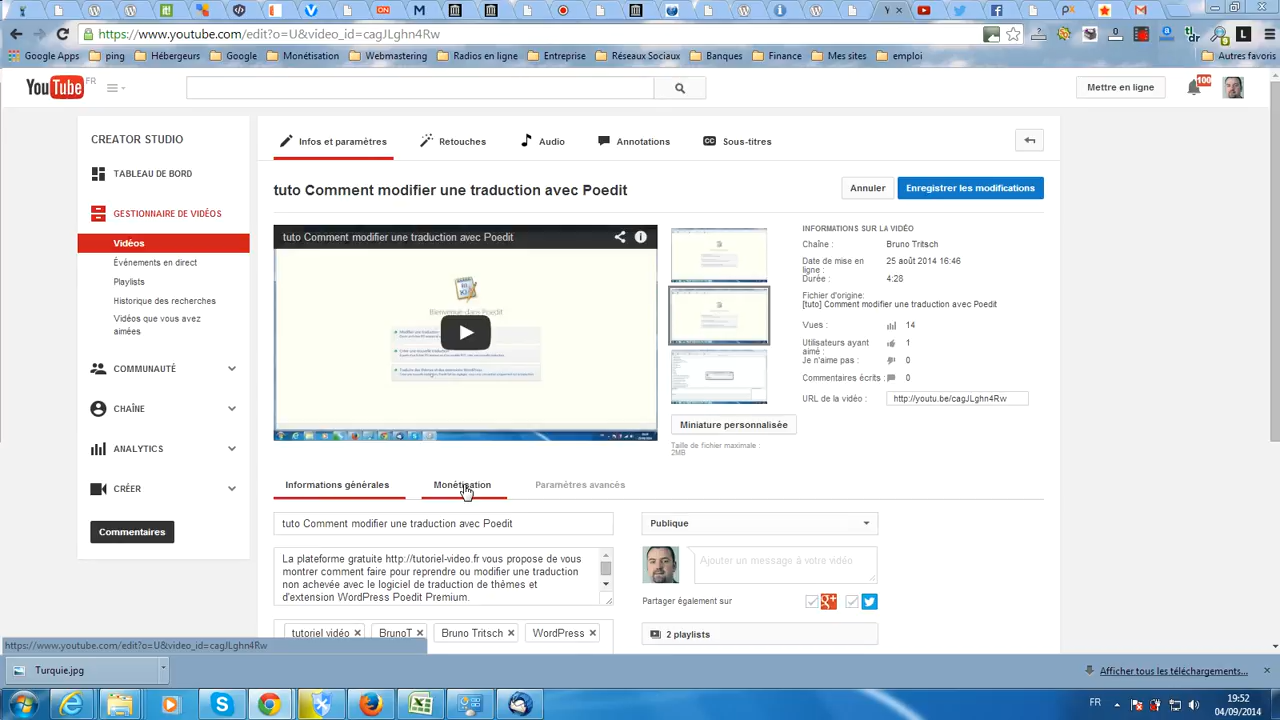 https://www.youtube.com/edit?o=U&video_id=cagJLghn4Rw
Google Apps
ping
Hébergeurs
Google
Monétisation
Webmastering
Radios en ligne
Entreprise
Réseaux Sociaux
Banques
Finance
Mes sites
emploi
Autres favoris
YouTube FR
Mettre en ligne
100
CREATOR STUDIO
TABLEAU DE BORD
GESTIONNAIRE DE VIDÉOS
Vidéos
Événements en direct
Playlists
Historique des recherches
Vidéos que vous avez
aimées
COMMUNAUTÉ
CHAÎNE
ANALYTICS
CRÉER
Commentaires
Infos et paramètres
Retouches
Audio
Annotations
CC Sous-titres
tuto Comment modifier une traduction avec Poedit
Annuler
Enregistrer les modifications
tuto Comment modifier une traduction avec Poedit
Bienvenue dans Poedit
Miniature personnalisée
Taille de fichier maximale :
2MB
INFORMATIONS SUR LA VIDÉO
Chaîne : Bruno Tritsch
Date de mise en
ligne : 25 août 2014 16:46
Durée : 4:28
Fichier d'origine:
[tuto] Comment modifier une traduction avec Poedit
Vues : 14
Utilisateurs ayant
aimé : 1
Je n'aime pas : 0
Commentaires écrits : 0
URL de la vidéo : http://youtu.be/cagJLghn4Rw
Informations générales
Monétisation
Paramètres avancés
tuto Comment modifier une traduction avec Poedit
La plateforme gratuite http://tutoriel-video.fr vous propose de vous
montrer comment faire pour reprendre ou modifier une traduction
non achevée avec le logiciel de traduction de thèmes et
d'extension WordPress Poedit Premium.
tutoriel vidéo
BrunoT
Bruno Tritsch
WordPress
Publique
Ajouter un message à votre vidéo
Partager également sur
2 playlists
https://www.youtube.com/edit?o=U&video_id=cagJLghn4Rw
Turquie.jpg
Afficher tous les téléchargements...
FR
19:52
04/09/2014